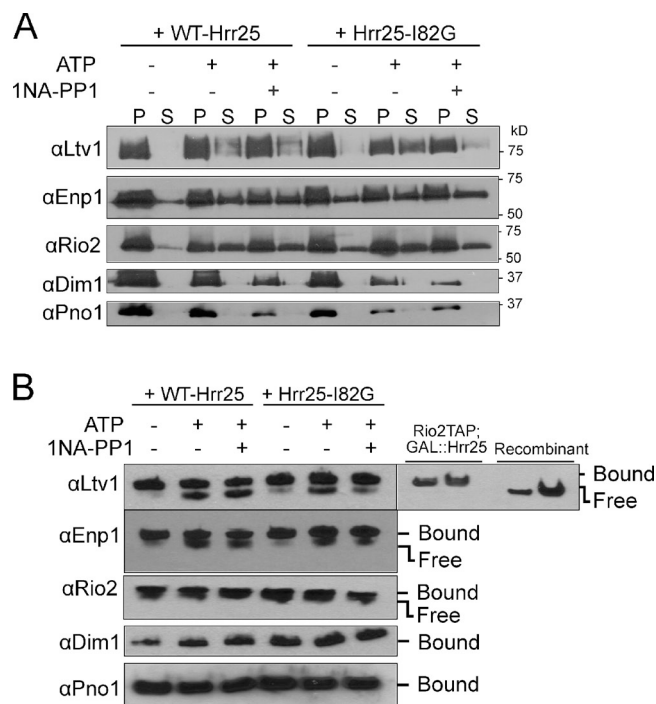 A
+ WT-Hrr25 + Hrr25-I82G
ATP - + + - + +
1NA-PP1 - - + - - +
P S P S P S P S P S P S
kD
αLtv1 75
αEnp1 75
50
αRio2 75
50
αDim1 37
αPno1 37
B
+ WT-Hrr25 + Hrr25-I82G
ATP - + + - + +
1NA-PP1 - - + - - +
Rio2TAP;
GAL::Hrr25 Recombinant
αLtv1 Bound
Free
αEnp1 Bound
Free
αRio2 Bound
Free
αDim1 Bound
αPno1 Bound